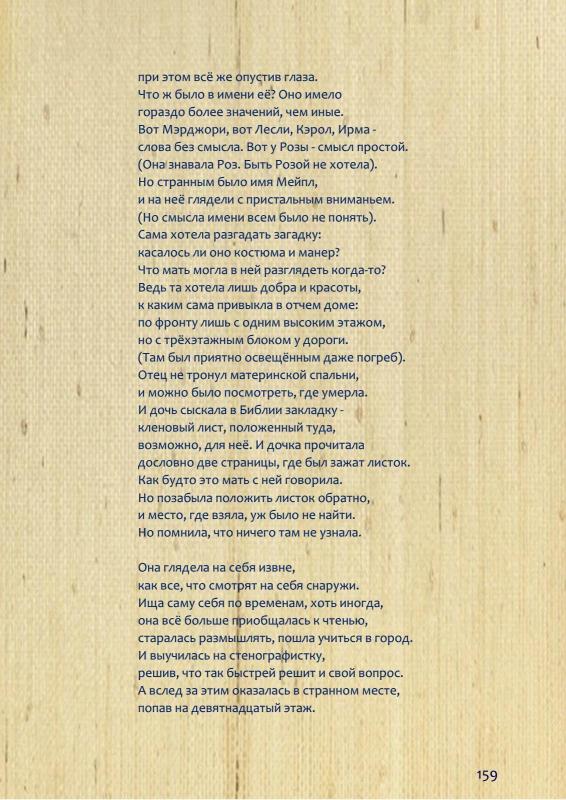 при этом всё же опустив глаза.
Что ж было в имени её? Оно имело
гораздо более значений, чем иные.
Вот Мэрджори, вот Лесли, Кэрол, Ирма -
слова без смысла. Вот у Розы - смысл простой.
(Она знавала Роз. Быть Розой не хотела).
Но странным было имя Мейпл,
и на неё глядели с пристальным вниманьем.
(Но смысла имени всем было не понять).
Сама хотела разгадать загадку:
касалось ли оно костюма и манер?
Что мать могла в ней разглядеть когда-то?
Ведь та хотела лишь добра и красоты,
к каким сама привыкла в отчем доме:
по фронту лишь с одним высоким этажом,
но с трёхэтажным блоком у дороги.
(Там был приятно освещённым даже погреб).
Отец не тронул материнской спальни,
и можно было посмотреть, где умерла.
И дочь сыскала в Библии закладку -
кленовый лист, положенный туда,
возможно, для неё. И дочка прочитала
дословно две страницы, где был зажат листок.
Как будто это мать с ней говорила.
Но позабыла положить листок обратно,
и место, где взяла, уж было не найти.
Но помнила, что ничего там не узнала.
Она глядела на себя извне,
как все, что смотрят на себя снаружи.
Ища саму себя по временам, хоть иногда,
она всё больше приобщалась к чтенью,
старалась размышлять, пошла учиться в город.
И выучилась на стенографистку,
решив, что так быстрей решит и свой вопрос.
А вслед за этим оказалась в странном месте,
попав на девятнадцатый этаж.
159